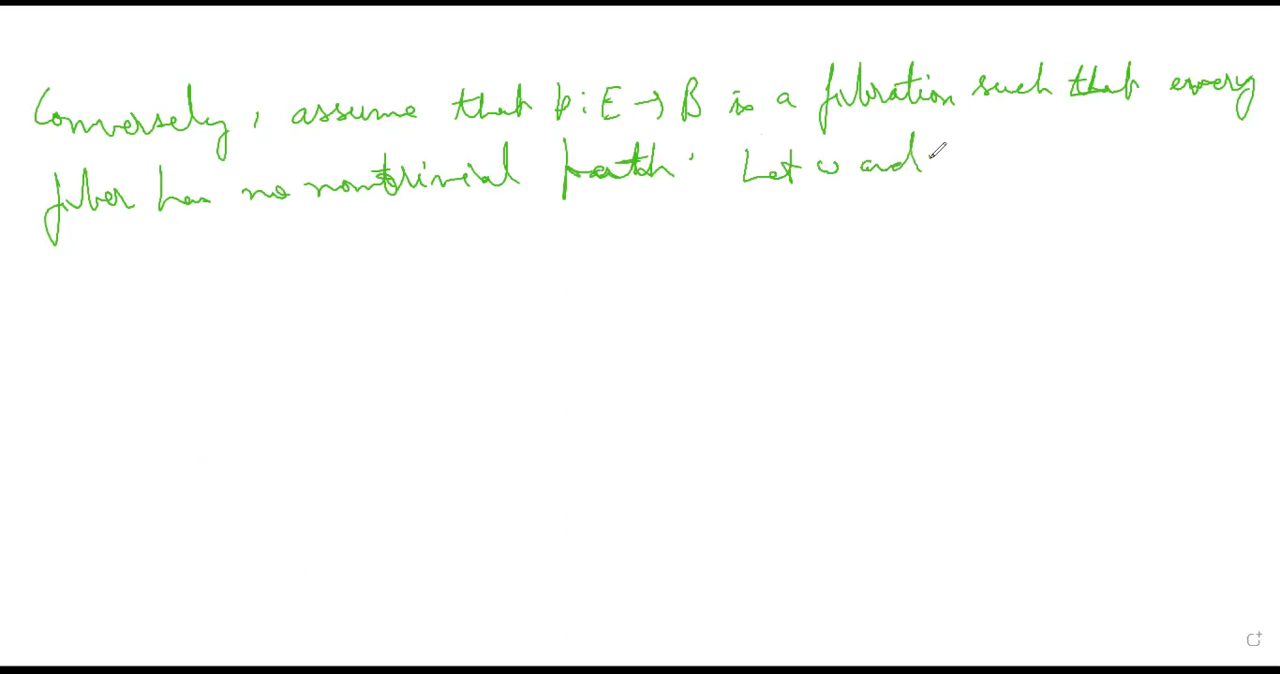 Conversely, assume that p : E → B is a fibration such that every
fiber has no nontrivial path. Let ω and